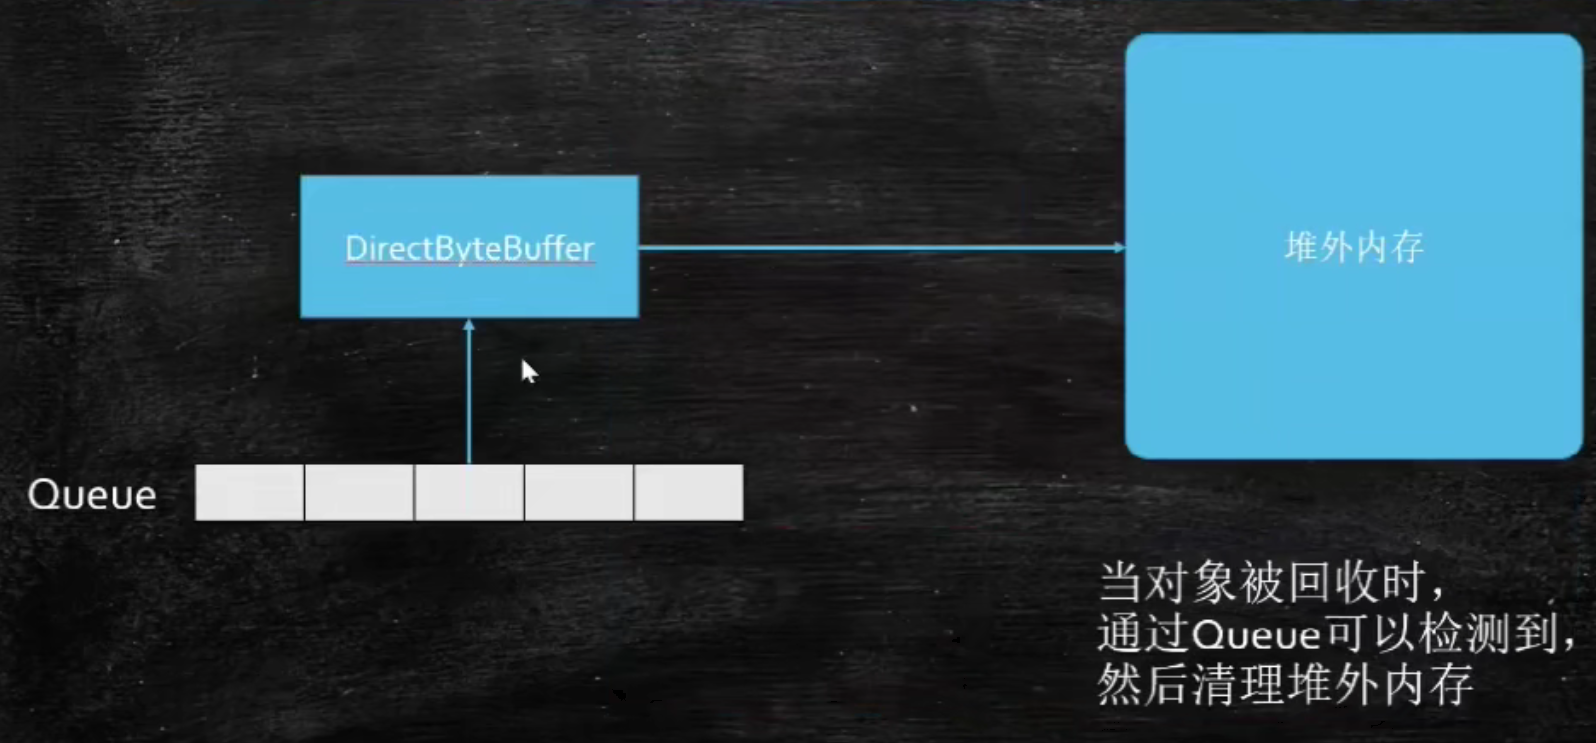 DirectByteBuffer
堆外内存
Queue
当对象被回收时，
通过Queue可以检测到，
然后清理堆外内存